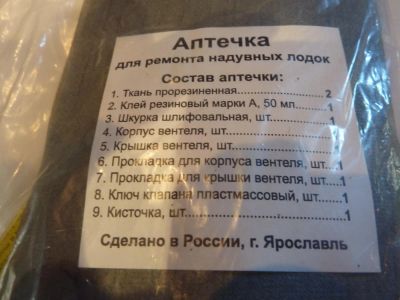 Аптечка
для ремонта надувных лодок
Состав аптечки:
1. Ткань прорезиненная.....................2
2. Клей резиновый марки А, 50 мл........1
3. Шкурка шлифовальная, шт................1
4. Корпус вентеля, шт...........................1
5. Крышка вентеля, шт..........................1
6. Прокладка для корпуса вентеля, шт....1
7. Прокладка для крышки вентеля, шт....1
8. Ключ клапана пластмассовый, шт......1
9. Кисточка, шт....................................1
Сделано в России, г. Ярославль